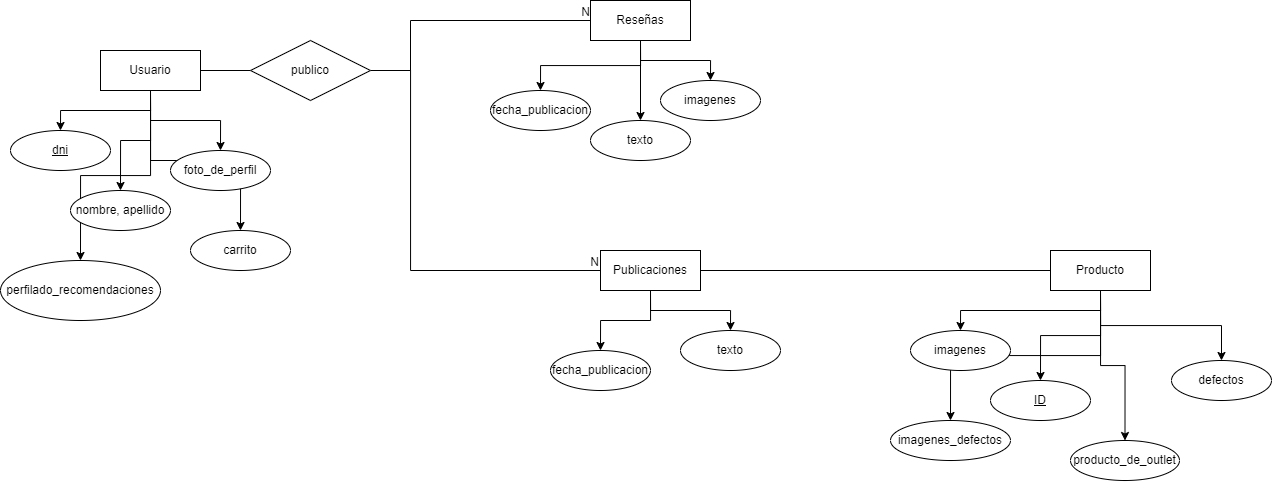 N
Reseñas
Usuario
publico
fecha_publicacion
imagenes
texto
dni
foto_de_perfil
nombre, apellido
carrito
perfilado_recomendaciones
N
Publicaciones
Producto
fecha_publicacion
texto
imagenes
ID
defectos
imagenes_defectos
producto_de_outlet